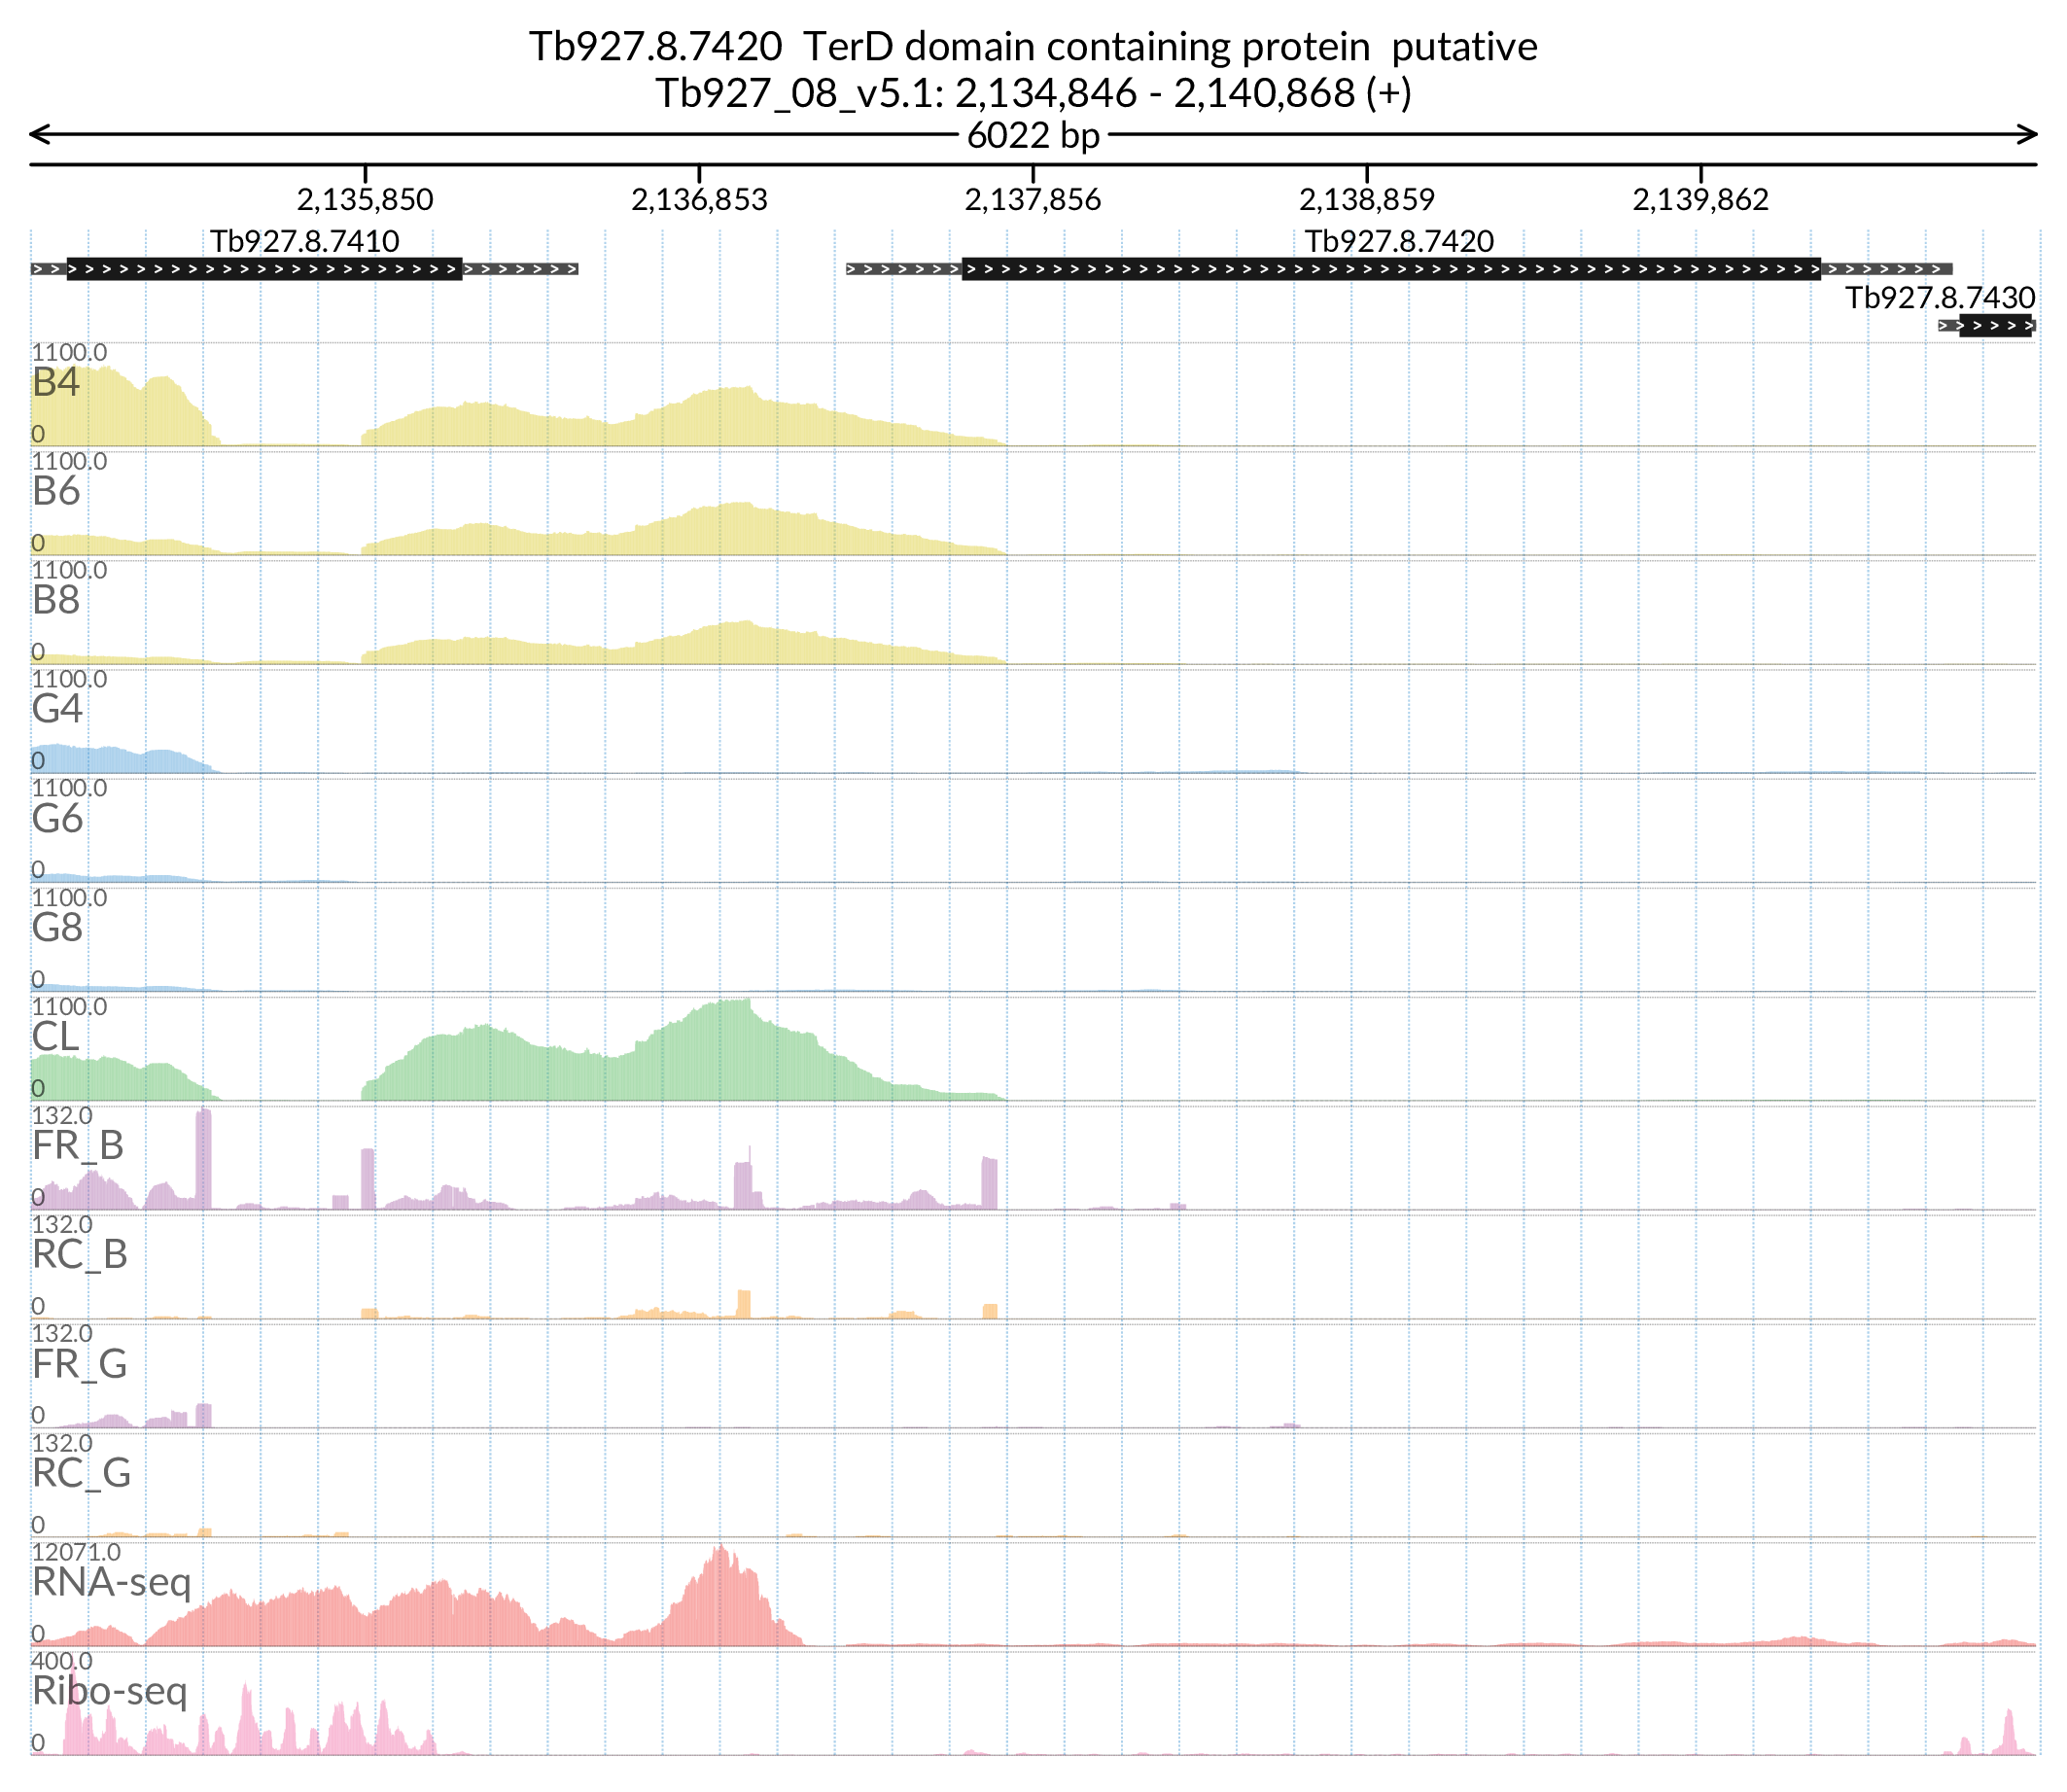 Tb927.8.7420  TerD domain containing protein  putative
Tb927_08_v5.1: 2,134,846 - 2,140,868 (+)
6022 bp
2,135,850 2,136,853 2,137,856 2,138,859 2,139,862
Tb927.8.7410 Tb927.8.7420
Tb927.8.7430
1100.0
B4
0
1100.0
B6
0
1100.0
B8
0
1100.0
G4
0
1100.0
G6
0
1100.0
G8
0
1100.0
CL
0
132.0
FR_B
0
132.0
RC_B
0
132.0
FR_G
0
132.0
RC_G
0
12071.0
RNA-seq
0
400.0
Ribo-seq
0